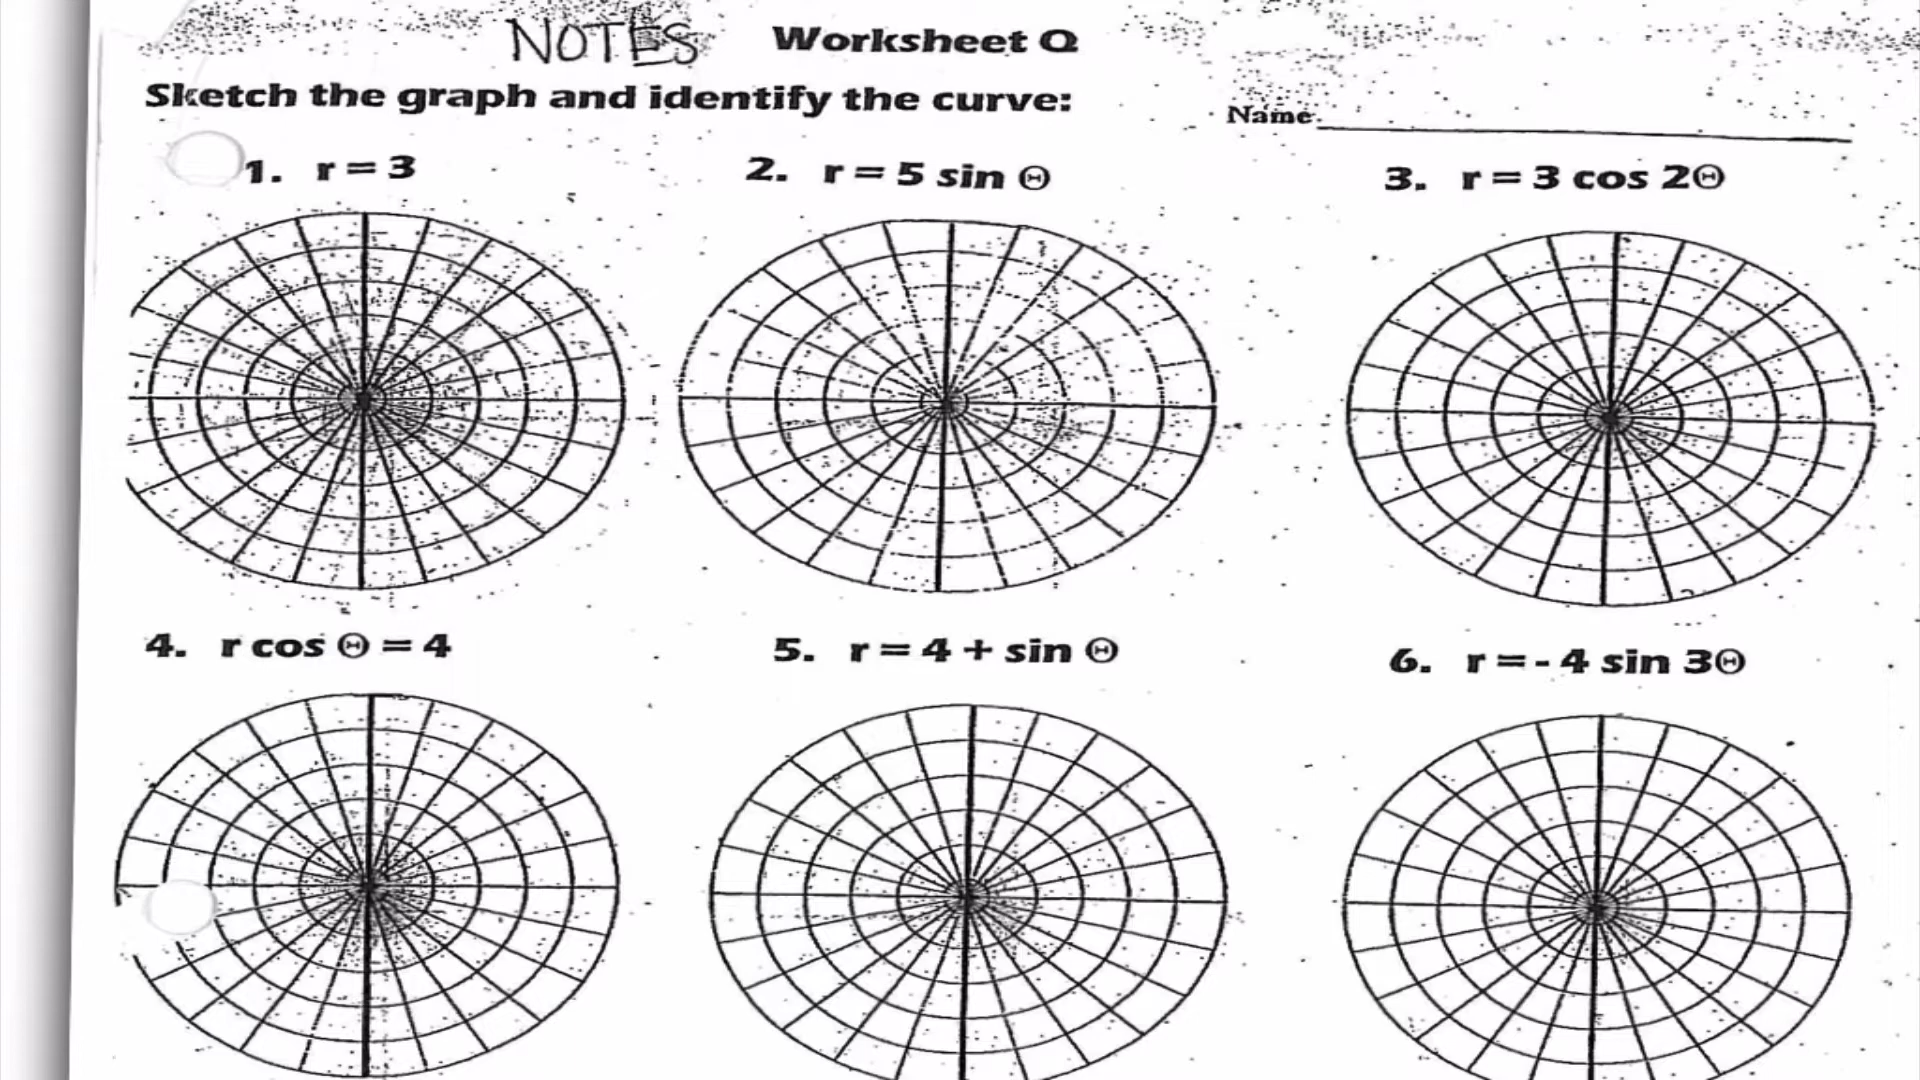 NOTES Worksheet Q
Sketch the graph and identify the curve:
Name
1. r = 3
2. r = 5 sin Θ
3. r = 3 cos 2Θ
4. r cos Θ = 4
5. r = 4 + sin Θ
6. r = - 4 sin 3Θ